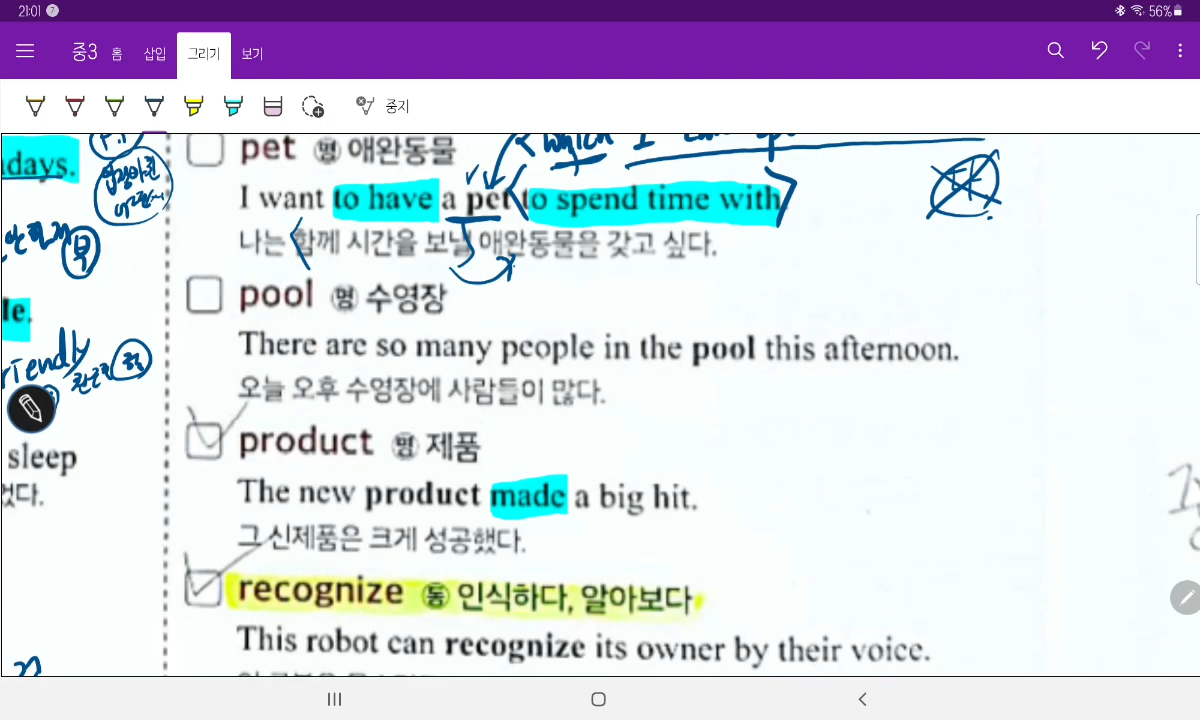 21:01 7 56%
중3 홈 삽입 그리기 보기
중지
which I
pet 명 애완동물
days.
I want to have a pet to spend time with
나는 함께 시간을 보낼 애완동물을 갖고 싶다.
pool 명 수영장
le.
There are so many people in the pool this afternoon.
riendly
오늘 오후 수영장에 사람들이 많다.
product 명 제품
sleep
The new product made a big hit.
었다.
그 신제품은 크게 성공했다.
recognize 동 인식하다, 알아보다
This robot can recognize its owner by their voice.